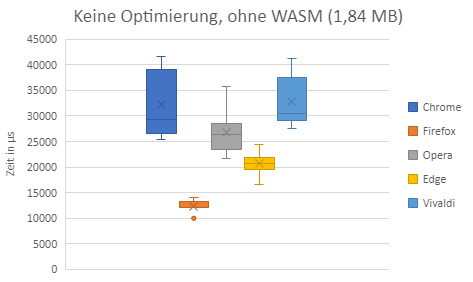 Keine Optimierung, ohne WASM (1,84 MB)
Zeit in µs
45000
40000
35000
30000
25000
20000
15000
10000
5000
0
Chrome
Firefox
Opera
Edge
Vivaldi